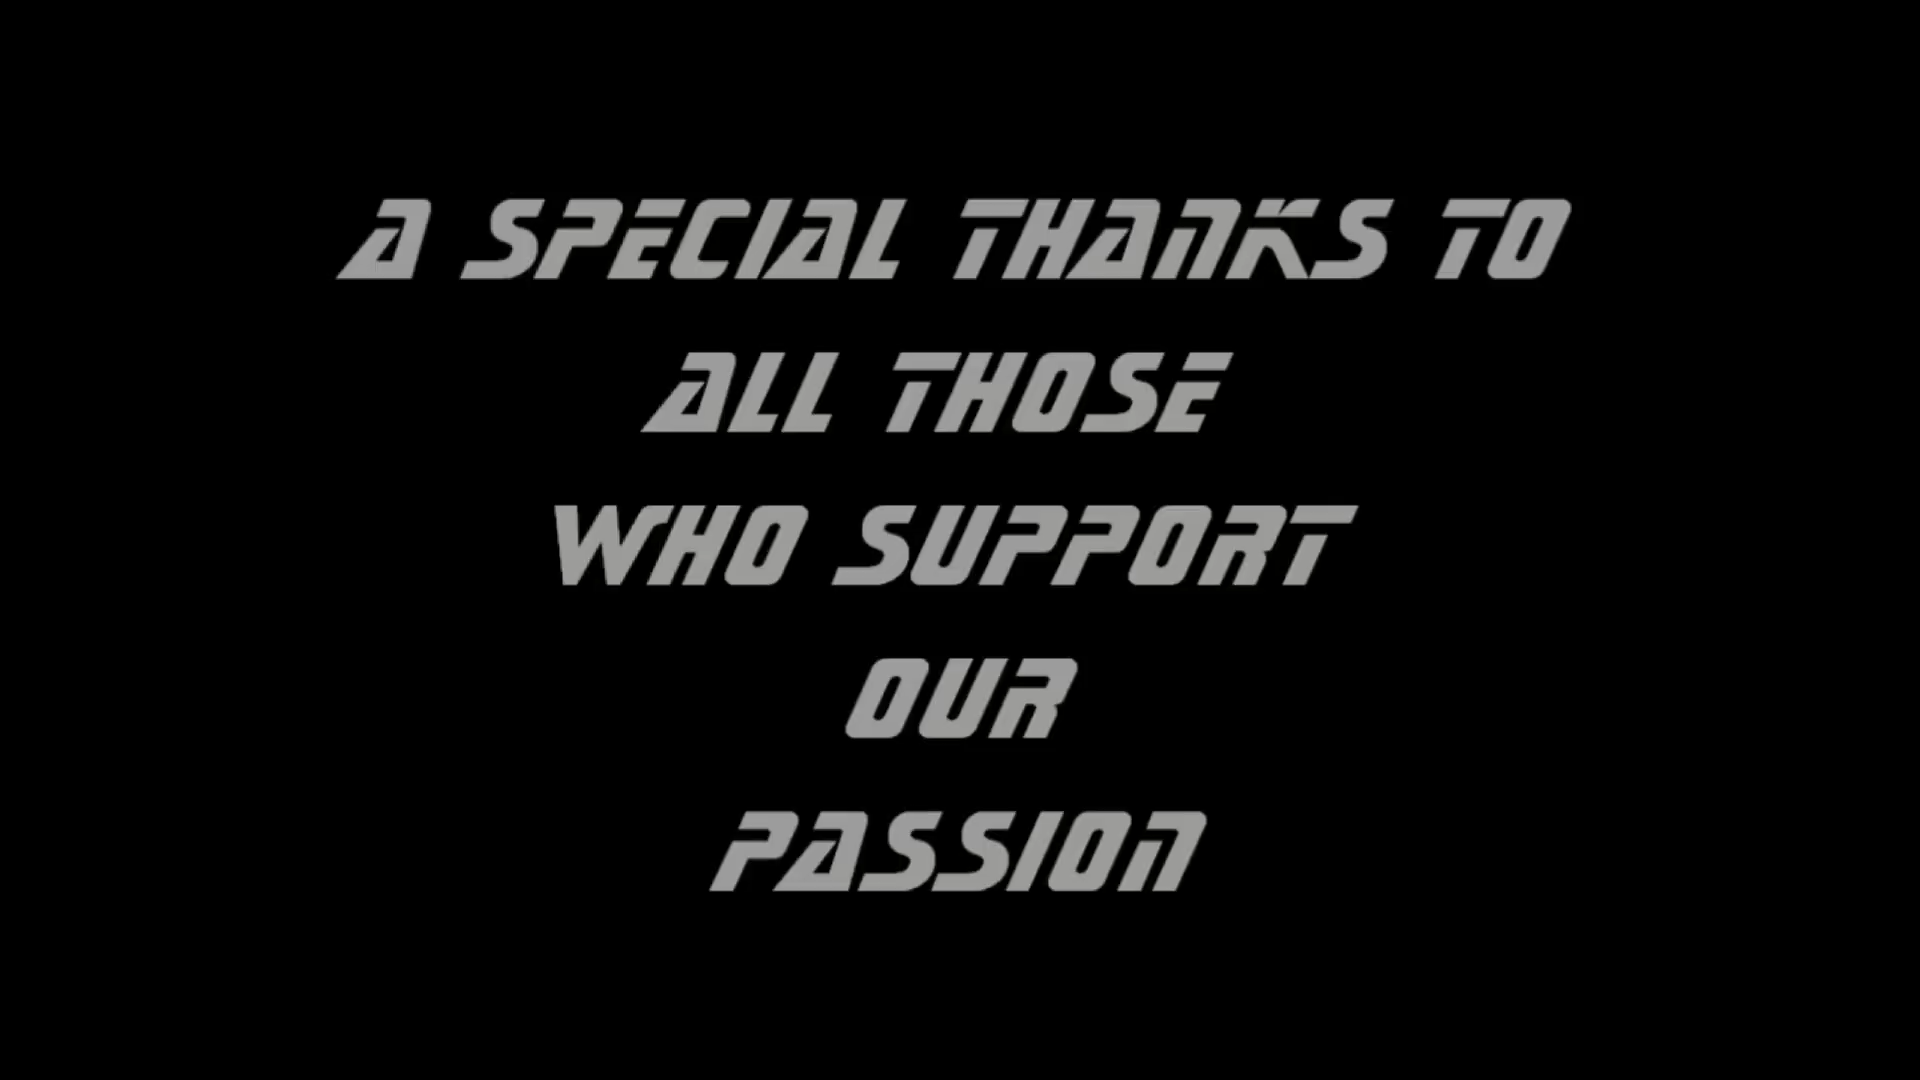 A SPECIAL THANKS TO
ALL THOSE
WHO SUPPORT
OUR
PASSION